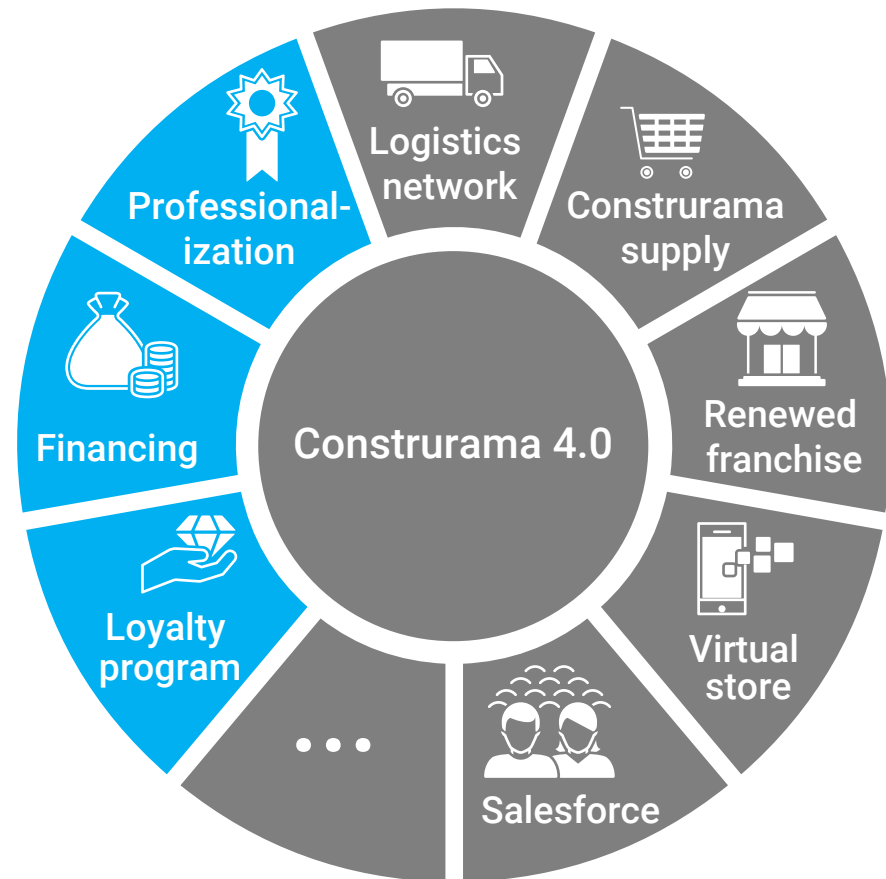 Logistics
network
Construrama
supply
Renewed
franchise
Virtual
store
Salesforce
...
Loyalty
program
Financing
Professional-
ization
Construrama 4.0